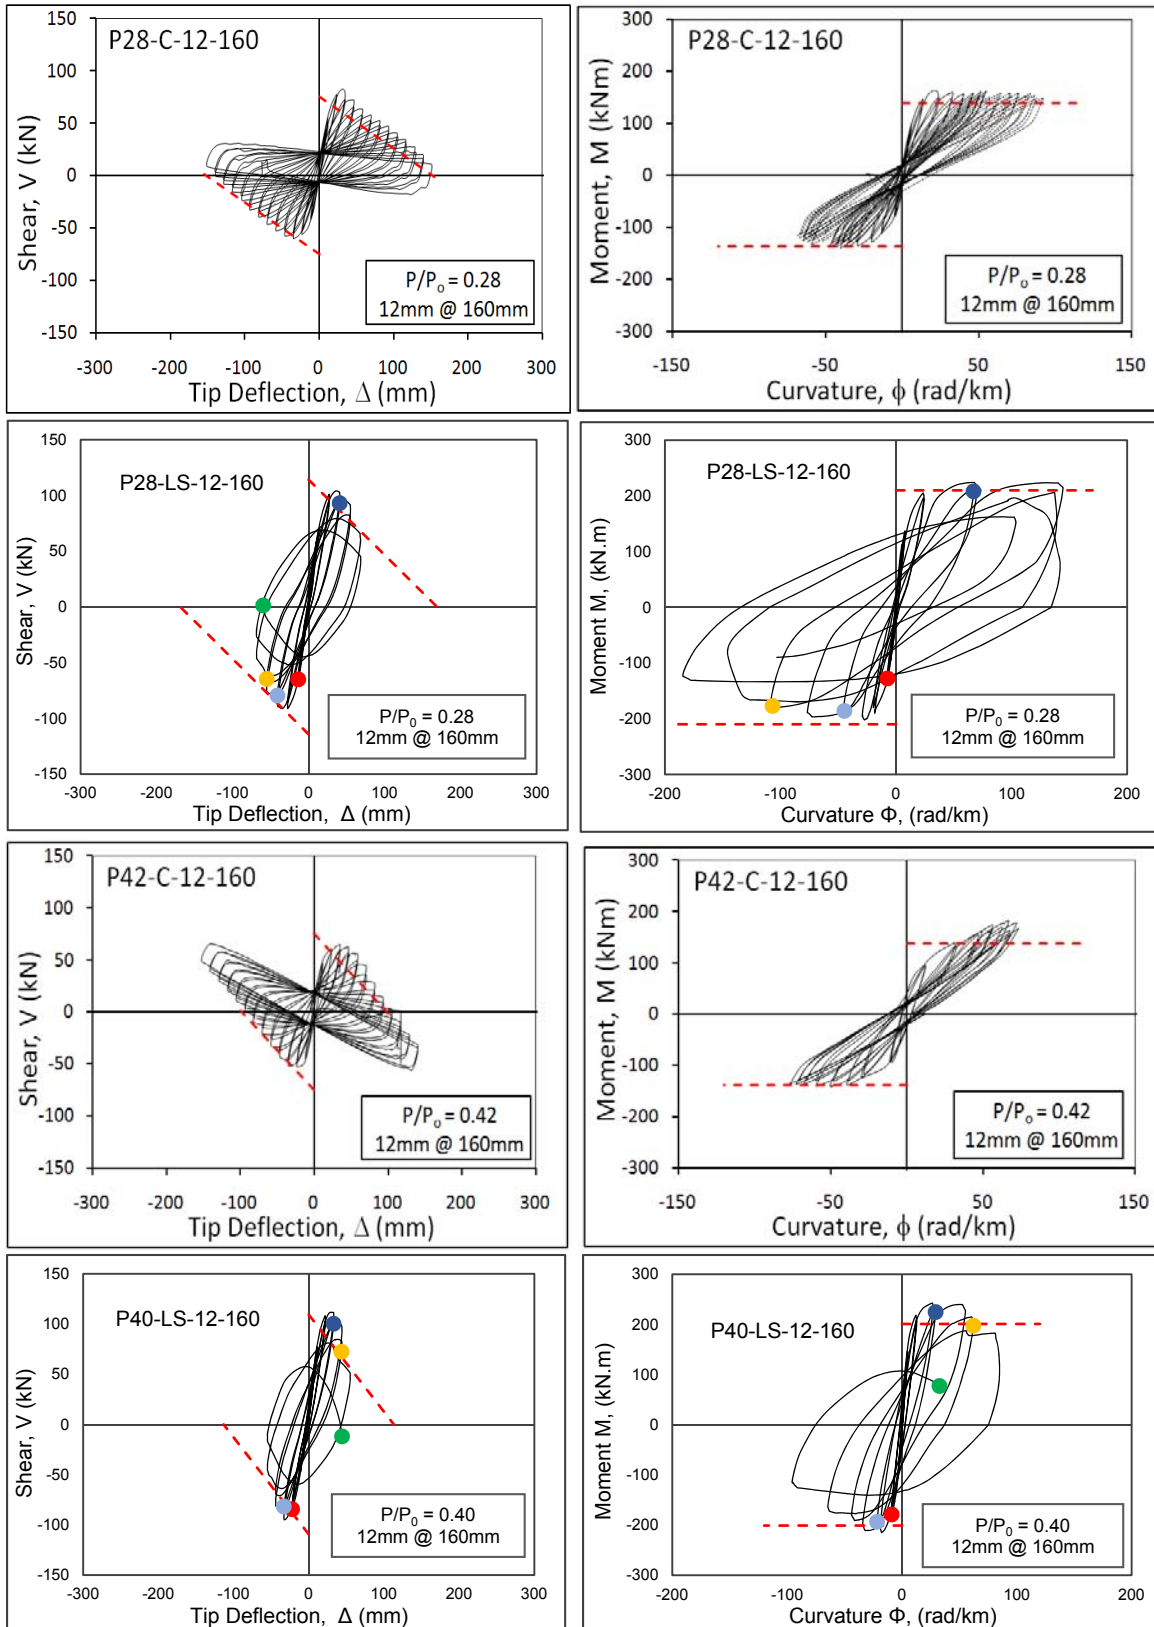 P28-C-12-160
150
100
50
0
-50
-100
-150
-300
-200
-100
0
100
200
300
Shear, V (kN)
Tip Deflection, Δ (mm)
P/Po = 0.28
12mm @ 160mm
P28-C-12-160
300
200
100
0
-100
-200
-300
-150
-50
0
50
150
Moment, M (kNm)
Curvature, ϕ (rad/km)
P/Po = 0.28
12mm @ 160mm
P28-LS-12-160
150
100
50
0
-50
-100
-150
-300
-200
-100
0
100
200
300
Shear, V (kN)
Tip Deflection, Δ (mm)
P/P0 = 0.28
12mm @ 160mm
P28-LS-12-160
300
200
100
0
-100
-200
-300
-200
-100
0
100
200
Moment M, (kN.m)
Curvature Φ, (rad/km)
P/P0 = 0.28
12mm @ 160mm
P42-C-12-160
150
100
50
0
-50
-100
-150
-300
-200
-100
0
100
200
300
Shear, V (kN)
Tip Deflection, Δ (mm)
P/Po = 0.42
12mm @ 160mm
P42-C-12-160
300
200
100
0
-100
-200
-300
-150
-50
0
50
150
Moment, M (kNm)
Curvature, ϕ (rad/km)
P/Po = 0.42
12mm @ 160mm
P40-LS-12-160
150
100
50
0
-50
-100
-150
-300
-200
-100
0
100
200
300
Shear, V (kN)
Tip Deflection, Δ (mm)
P/P0 = 0.40
12mm @ 160mm
P40-LS-12-160
300
200
100
0
-100
-200
-300
-200
-100
0
100
200
Moment M, (kN.m)
Curvature Φ, (rad/km)
P/P0 = 0.40
12mm @ 160mm